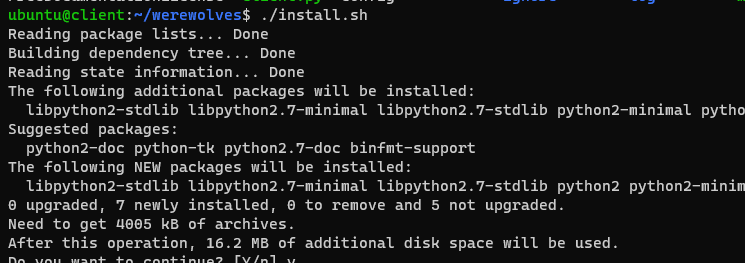 ubuntu@client:~/werewolves$ ./install.sh
Reading package lists... Done
Building dependency tree... Done
Reading state information... Done
The following additional packages will be installed:
libpython2-stdlib libpython2.7-minimal libpython2.7-stdlib python2-minimal pytho
Suggested packages:
python2-doc python-tk python2.7-doc binfmt-support
The following NEW packages will be installed:
libpython2-stdlib libpython2.7-minimal libpython2.7-stdlib python2 python2-minim
0 upgraded, 7 newly installed, 0 to remove and 5 not upgraded.
Need to get 4005 kB of archives.
After this operation, 16.2 MB of additional disk space will be used.
Do you want to continue? [Y/n] y